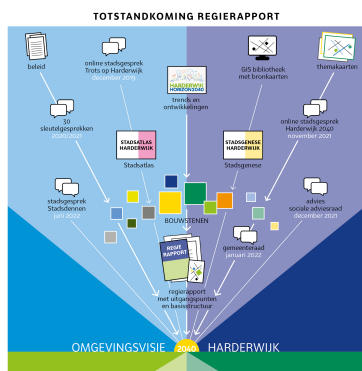 TOTSTANDKOMING REGIERAPPORT
beleid
online stadsgesprek
Trots op Harderwijk
december 2019
HARDERWIJK
HORIZON2040
trends en
ontwikkelingen
GIS bibliotheek
met bronkaarten
themakaarten
30
sleutelgesprekken
2020/2021
STADSATLAS
HARDERWIJK
Stadsatlas
STADSGENESE
HARDERWIJK
Stadsgenese
online stadsgesprek
Harderwijk 2040
november 2021
stadsgesprek
Stadsdennen
juni 2022
BOUWSTENEN
advies
sociale adviesraad
december 2021
REGIE
RAPPORT
gemeenteraad
januari 2022
regierapport
met uitgangspunten
en basisstructuur
OMGEVINGSVISIE 2040 HARDERWIJK